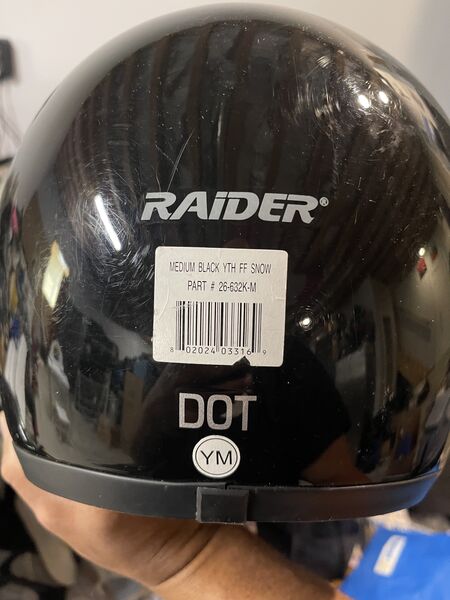 RAIDER®
MEDIUM BLACK YTH FF SNOW
PART # 26-632K-M
8 02024 03316 9
DOT
YM